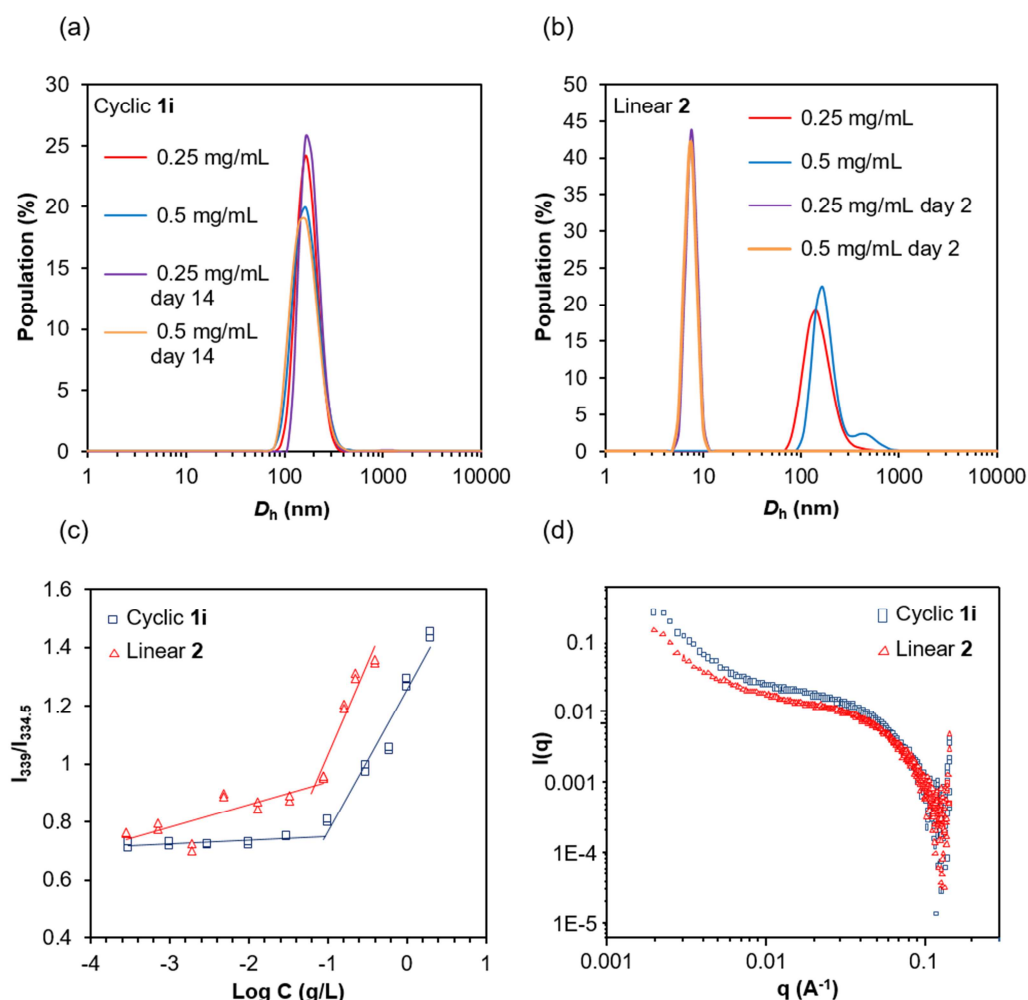 (a)
(b)
30
25
20
15
10
5
0
Population (%)
Cyclic 1i
0.25 mg/mL
0.5 mg/mL
0.25 mg/mL
day 14
0.5 mg/mL
day 14
1
10
100
1000
10000
Dh (nm)
50
45
40
35
30
25
20
15
10
5
0
Population (%)
Linear 2
0.25 mg/mL
0.5 mg/mL
0.25 mg/mL day 2
0.5 mg/mL day 2
1
10
100
1000
10000
Dh (nm)
(c)
(d)
1.6
1.4
1.2
1
0.8
0.6
0.4
I339/I334.5
Cyclic 1i
Linear 2
-4
-3
-2
-1
0
1
Log C (g/L)
0.1
0.01
0.001
1E-4
1E-5
I(q)
Cyclic 1i
Linear 2
0.001
0.01
0.1
q (A-1)